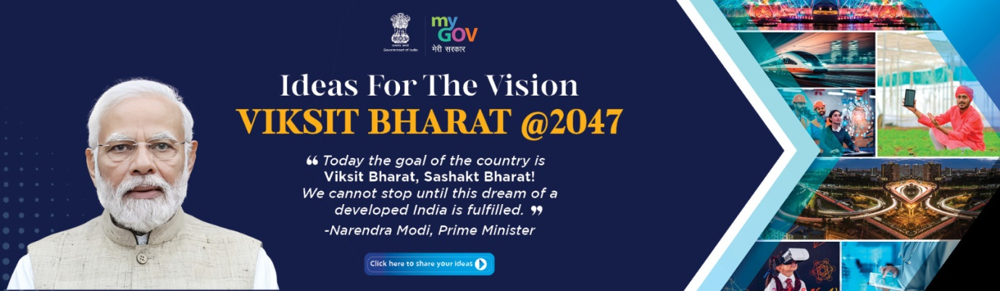 my
GOV
मेरी सरकार
सत्यमेव जयते
Government of India
Ideas For The Vision
VIKSIT BHARAT @2047
“ Today the goal of the country is
Viksit Bharat, Sashakt Bharat!
We cannot stop until this dream of a
developed India is fulfilled. ”
-Narendra Modi, Prime Minister
Click here to share your ideas